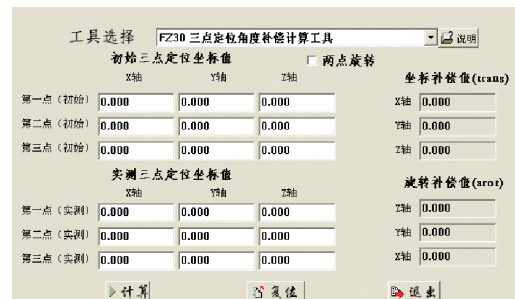 工具选择 FZ30 三点定位角度补偿计算工具 说明
初始三点定位坐标值 两点旋转
X轴 Y轴 Z轴 坐标补偿值(trans)
第一点（初始） 0.000 0.000 0.000 X轴 0.000
第二点（初始） 0.000 0.000 0.000 Y轴 0.000
第三点（初始） 0.000 0.000 0.000 Z轴 0.000
实测三点定位坐标值
X轴 Y轴 Z轴 旋转补偿值(arot)
第一点（实测） 0.000 0.000 0.000 Z轴 0.000
第二点（实测） 0.000 0.000 0.000 Y轴 0.000
第三点（实测） 0.000 0.000 0.000 X轴 0.000
计算 复位 退出